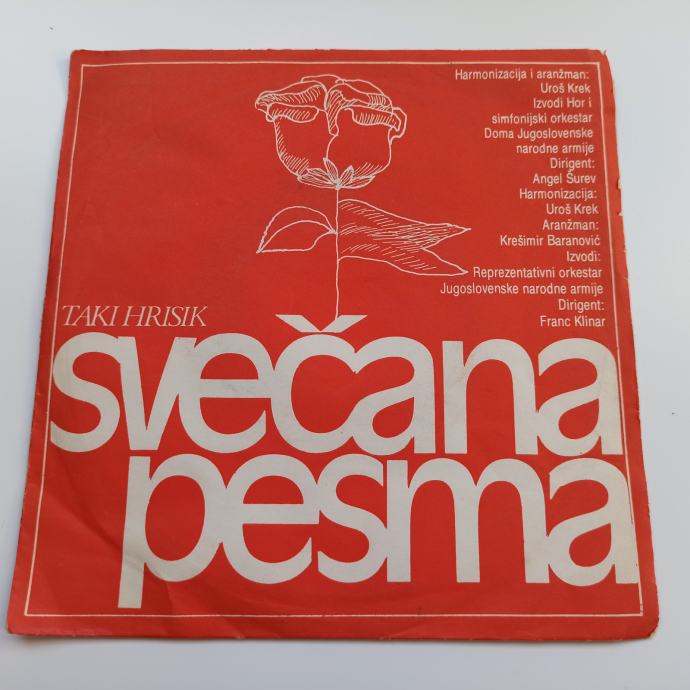 Harmonizacija i aranžman:
Uroš Krek
Izvodi Hor i
simfonijski orkestar
Doma Jugoslovenske
narodne armije
Dirigent:
Angel Šurev
Harmonizacija:
Uroš Krek
Aranžman:
Krešimir Baranović
Izvodi:
Reprezentativni orkestar
Jugoslovenske narodne armije
Dirigent:
Franc Klinar
TAKI HRISIK
svečana
pesma